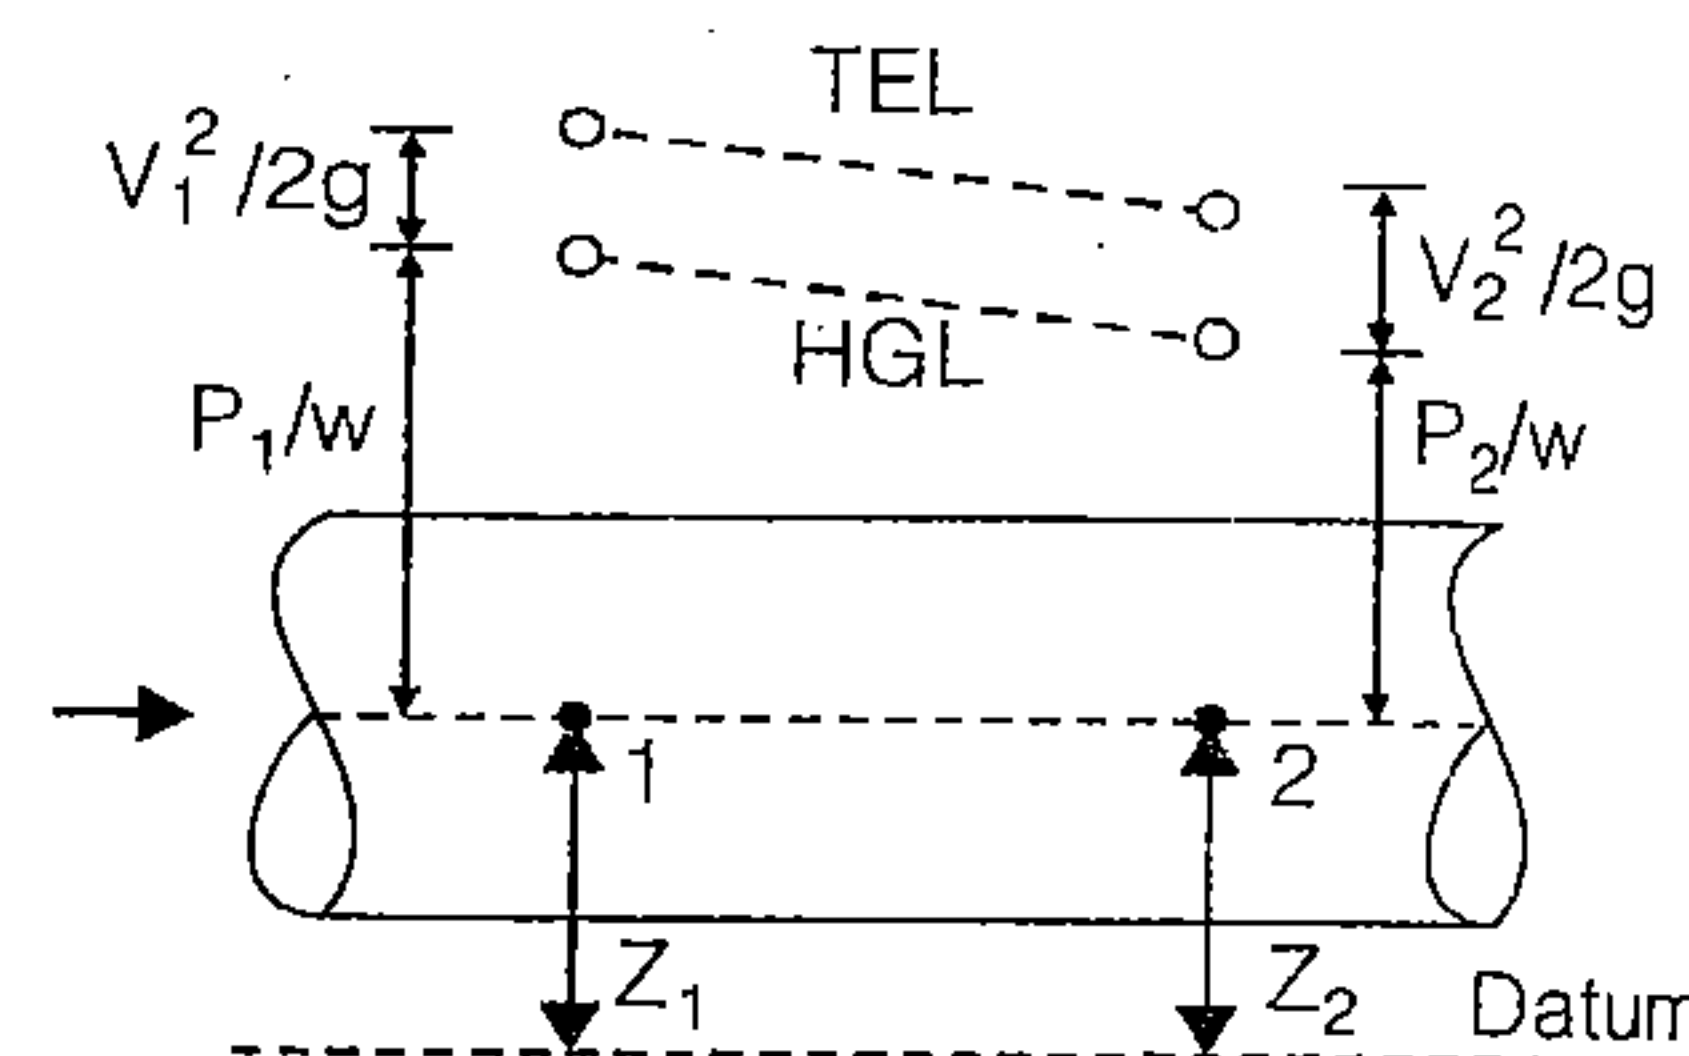 TEL
V₁²/2g
V₂²/2g
HGL
P₁/w
P₂/w
1
2
Z₁
Z₂
Datum